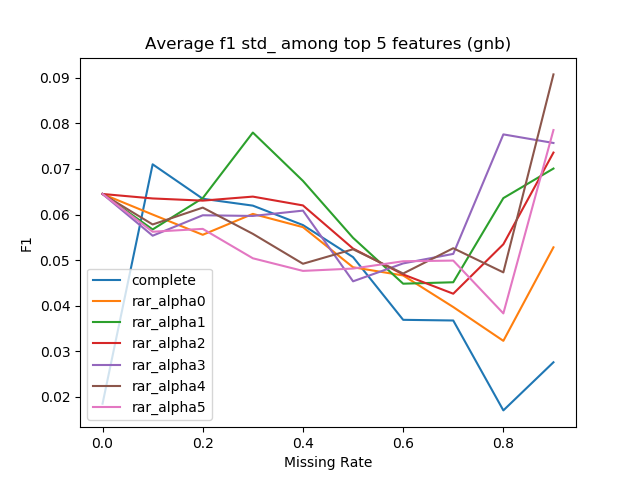 Average f1 std_ among top 5 features (gnb)
0.09
0.08
0.07
0.06
0.05
0.04
0.03
0.02
F1
complete
rar_alpha0
rar_alpha1
rar_alpha2
rar_alpha3
rar_alpha4
rar_alpha5
0.0 0.2 0.4 0.6 0.8
Missing Rate